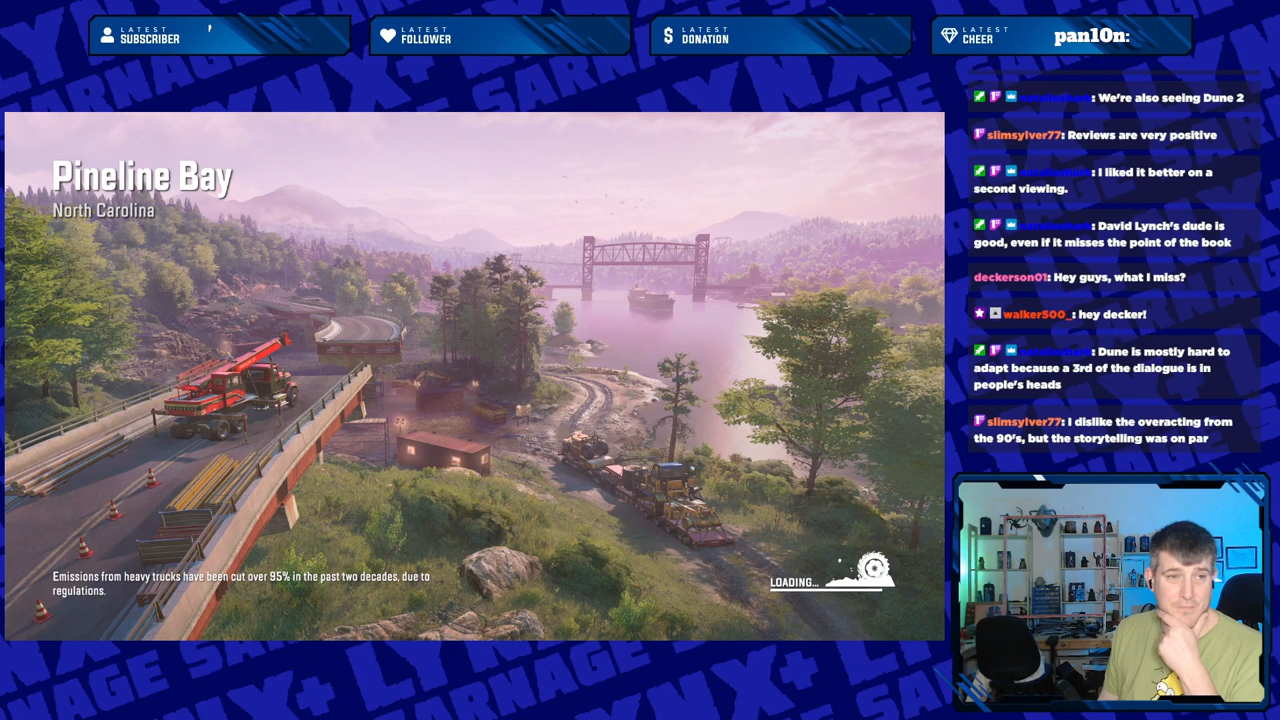 LATEST
SUBSCRIBER
LATEST
FOLLOWER
LATEST
DONATION
LATEST
CHEER
pan10n:
Pineline Bay
North Carolina
Emissions from heavy trucks have been cut over 95% in the past two decades, due to
regulations.
LOADING...
: We're also seeing Dune 2
slimsylver77: Reviews are very positive
: I liked it better on a
second viewing.
: David Lynch's dude is
good, even if it misses the point of the book
deckerson01: Hey guys, what I miss?
walker500_: hey decker!
: Dune is mostly hard to
adapt because a 3rd of the dialogue is in
people's heads
slimsylver77: I dislike the overacting from
the 90's, but the storytelling was on par
LYNX+
SARNAGE